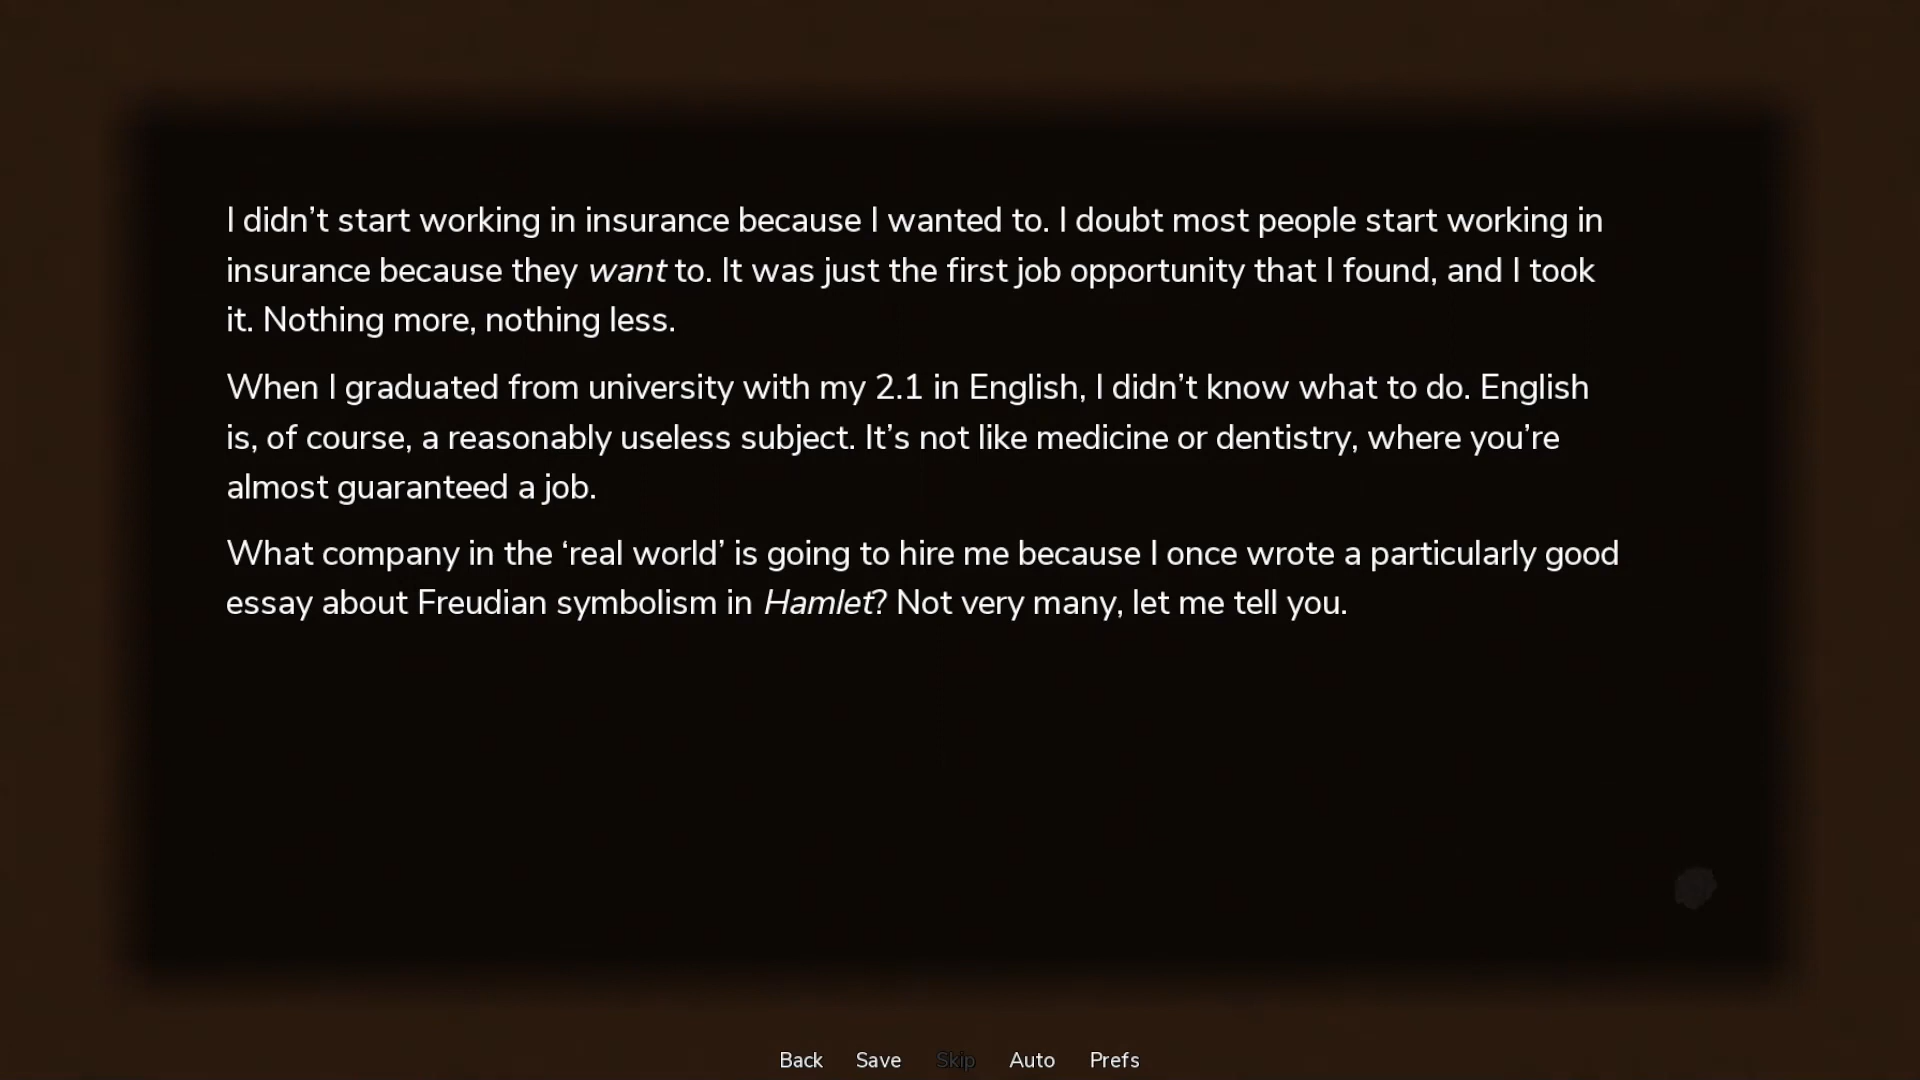 I didn’t start working in insurance because I wanted to. I doubt most people start working in
insurance because they want to. It was just the first job opportunity that I found, and I took
it. Nothing more, nothing less.
When I graduated from university with my 2.1 in English, I didn’t know what to do. English
is, of course, a reasonably useless subject. It’s not like medicine or dentistry, where you’re
almost guaranteed a job.
What company in the ‘real world’ is going to hire me because I once wrote a particularly good
essay about Freudian symbolism in Hamlet? Not very many, let me tell you.
Back Save Skip Auto Prefs